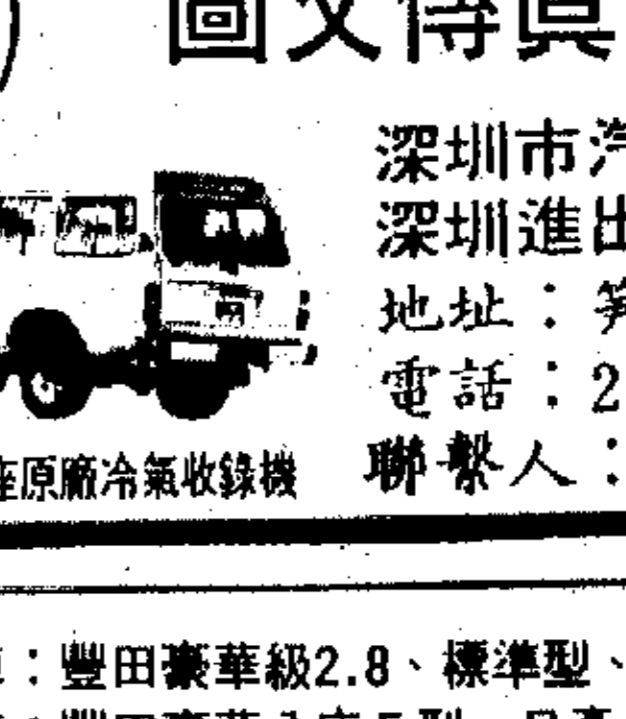 圖文傳真
深圳市汽
深圳進出
地址：
電話：2
聯繫人：
座原廠冷氣收錄機
：豐田豪華級2.8、標準型、